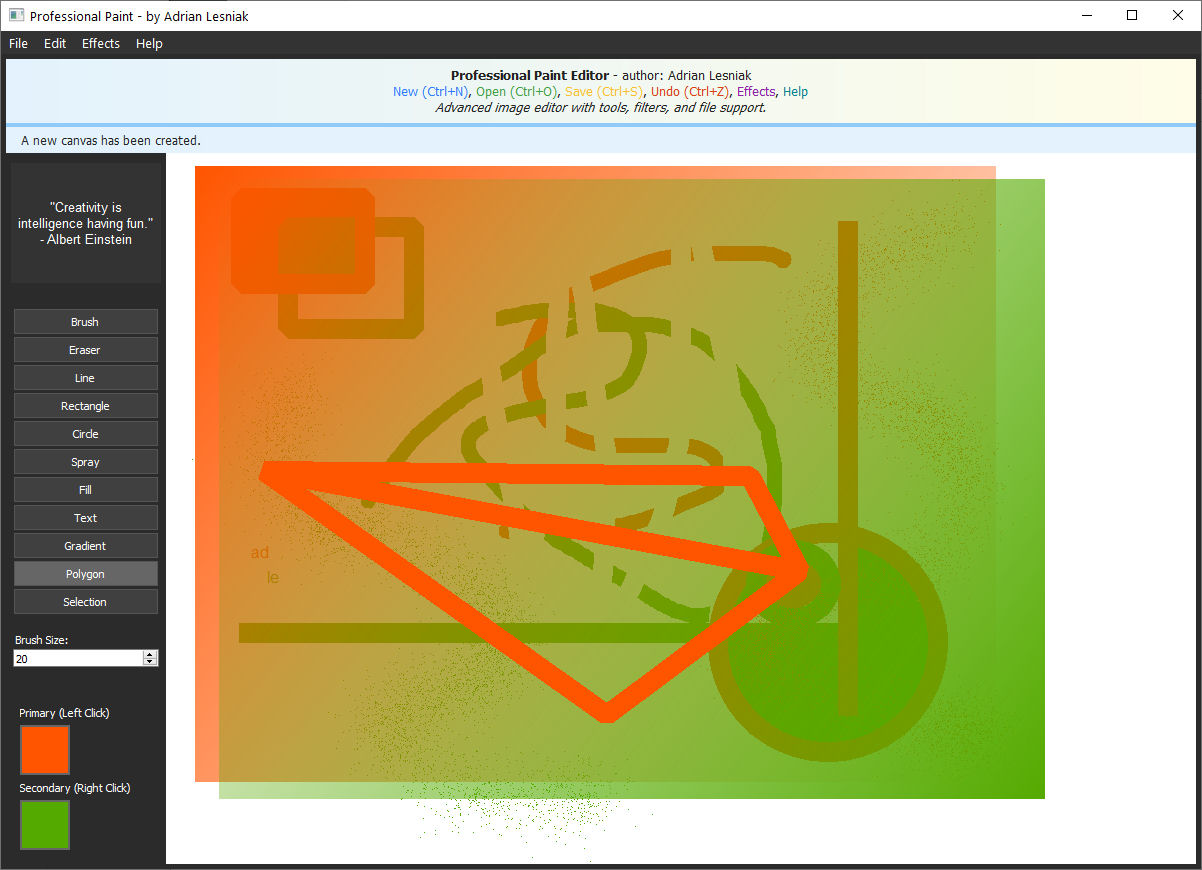 Professional Paint - by Adrian Lesniak
File Edit Effects Help
Professional Paint Editor - author: Adrian Lesniak
New (Ctrl+N), Open (Ctrl+O), Save (Ctrl+S), Undo (Ctrl+Z), Effects, Help
Advanced image editor with tools, filters, and file support.
A new canvas has been created.
"Creativity is
intelligence having fun."
- Albert Einstein
Brush
Eraser
Line
Rectangle
Circle
Spray
Fill
Text
Gradient
Polygon
Selection
Brush Size:
20
Primary (Left Click)
Secondary (Right Click)
ad
le